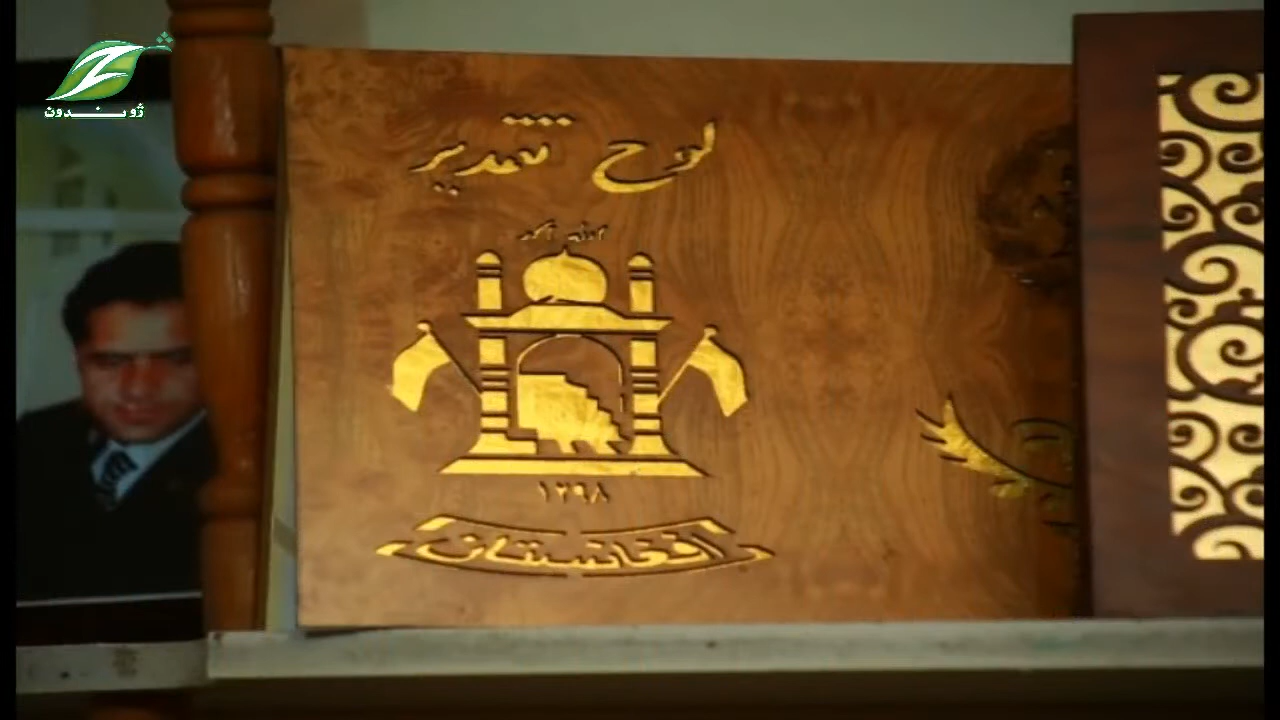 ژوندون
لوح تقدیر
الله اکبر
۱۲۹۸
افغانستان